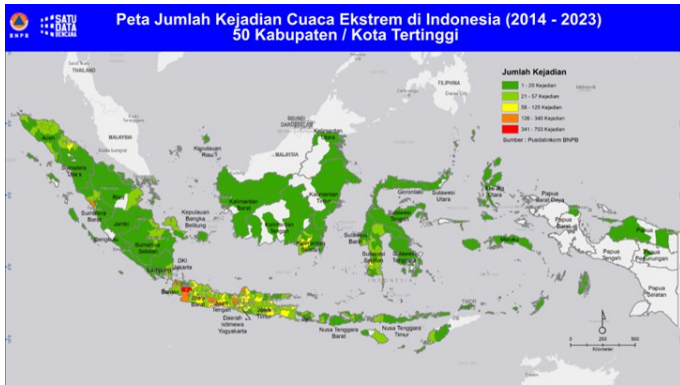 BNPB
SATU
DATA
BENCANA
Peta Jumlah Kejadian Cuaca Ekstrem di Indonesia (2014 - 2023)
50 Kabupaten / Kota Tertinggi
THAILAND
FILIPINA
BRUNEI
DARUSSALAM
MALAYSIA
Kuala Lumpur
MALAYSIA
Jumlah Kejadian
21 - 57 Kejadian
58 - 125 Kejadian
126 - 340 Kejadian
341 - 703 Kejadian
Sumber : Pusdatinkom BNPB
Aceh
Sumatera
Utara
Kepulauan
Riau
Riau
Kalimantan
Utara
Kalimantan
Barat
Kalimantan
Timur
Kalimantan
Tengah
Kalimantan
Selatan
Gorontalo
Sulawesi
Utara
Sulawesi
Tengah
Sulawesi
Barat
Sulawesi
Selatan
Sulawesi
Tenggara
Maluku
Utara
Maluku
Papua
Barat Daya
Papua
Barat
Papua
Papua
Tengah
Papua
Pegunungan
Papua
Selatan
Sumatera
Barat
Jambi
Bengkulu
Sumatera
Selatan
Kepulauan
Bangka
Belitung
Lampung
DKI
Jakarta
Banten
Jawa
Barat
Jawa
Tengah
Daerah
Istimewa
Yogyakarta
Jawa
Timur
Nusa Tenggara
Barat
Nusa Tenggara
Timur
0 250 500
Kilometer